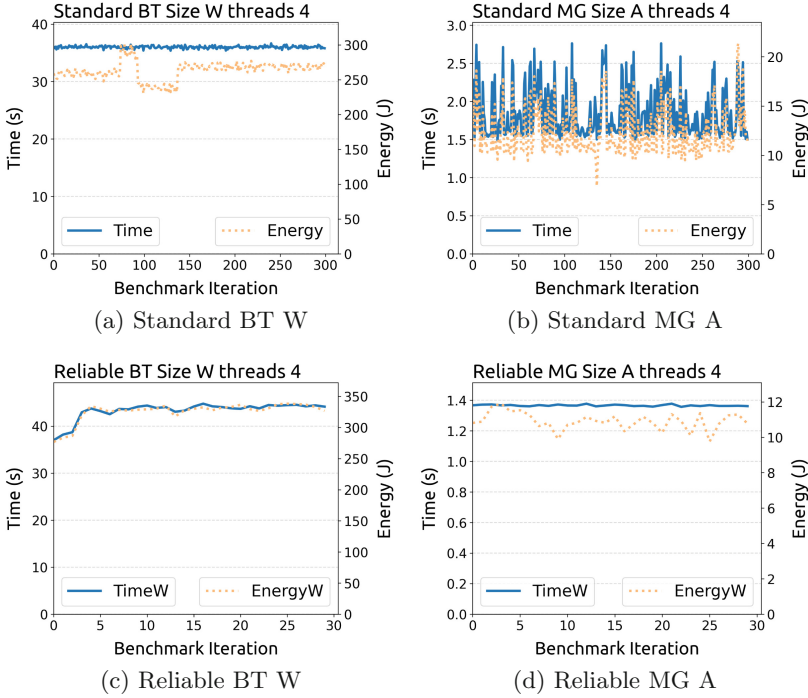 Standard BT Size W threads 4
40
30
20
10
0
Time (s)
300
250
200
150
100
50
0
Energy (J)
Time
Energy
0 50 100 150 200 250 300
Benchmark Iteration
(a) Standard BT W
Standard MG Size A threads 4
3.0
2.5
2.0
1.5
1.0
0.5
0.0
Time (s)
20
15
10
5
0
Energy (J)
Time
Energy
0 50 100 150 200 250 300
Benchmark Iteration
(b) Standard MG A
Reliable BT Size W threads 4
40
30
20
10
0
Time (s)
350
300
250
200
150
100
50
0
Energy (J)
TimeW
EnergyW
0 5 10 15 20 25 30
Benchmark Iteration
(c) Reliable BT W
Reliable MG Size A threads 4
1.4
1.2
1.0
0.8
0.6
0.4
0.2
0.0
Time (s)
12
10
8
6
4
2
0
Energy (J)
TimeW
EnergyW
0 5 10 15 20 25 30
Benchmark Iteration
(d) Reliable MG A